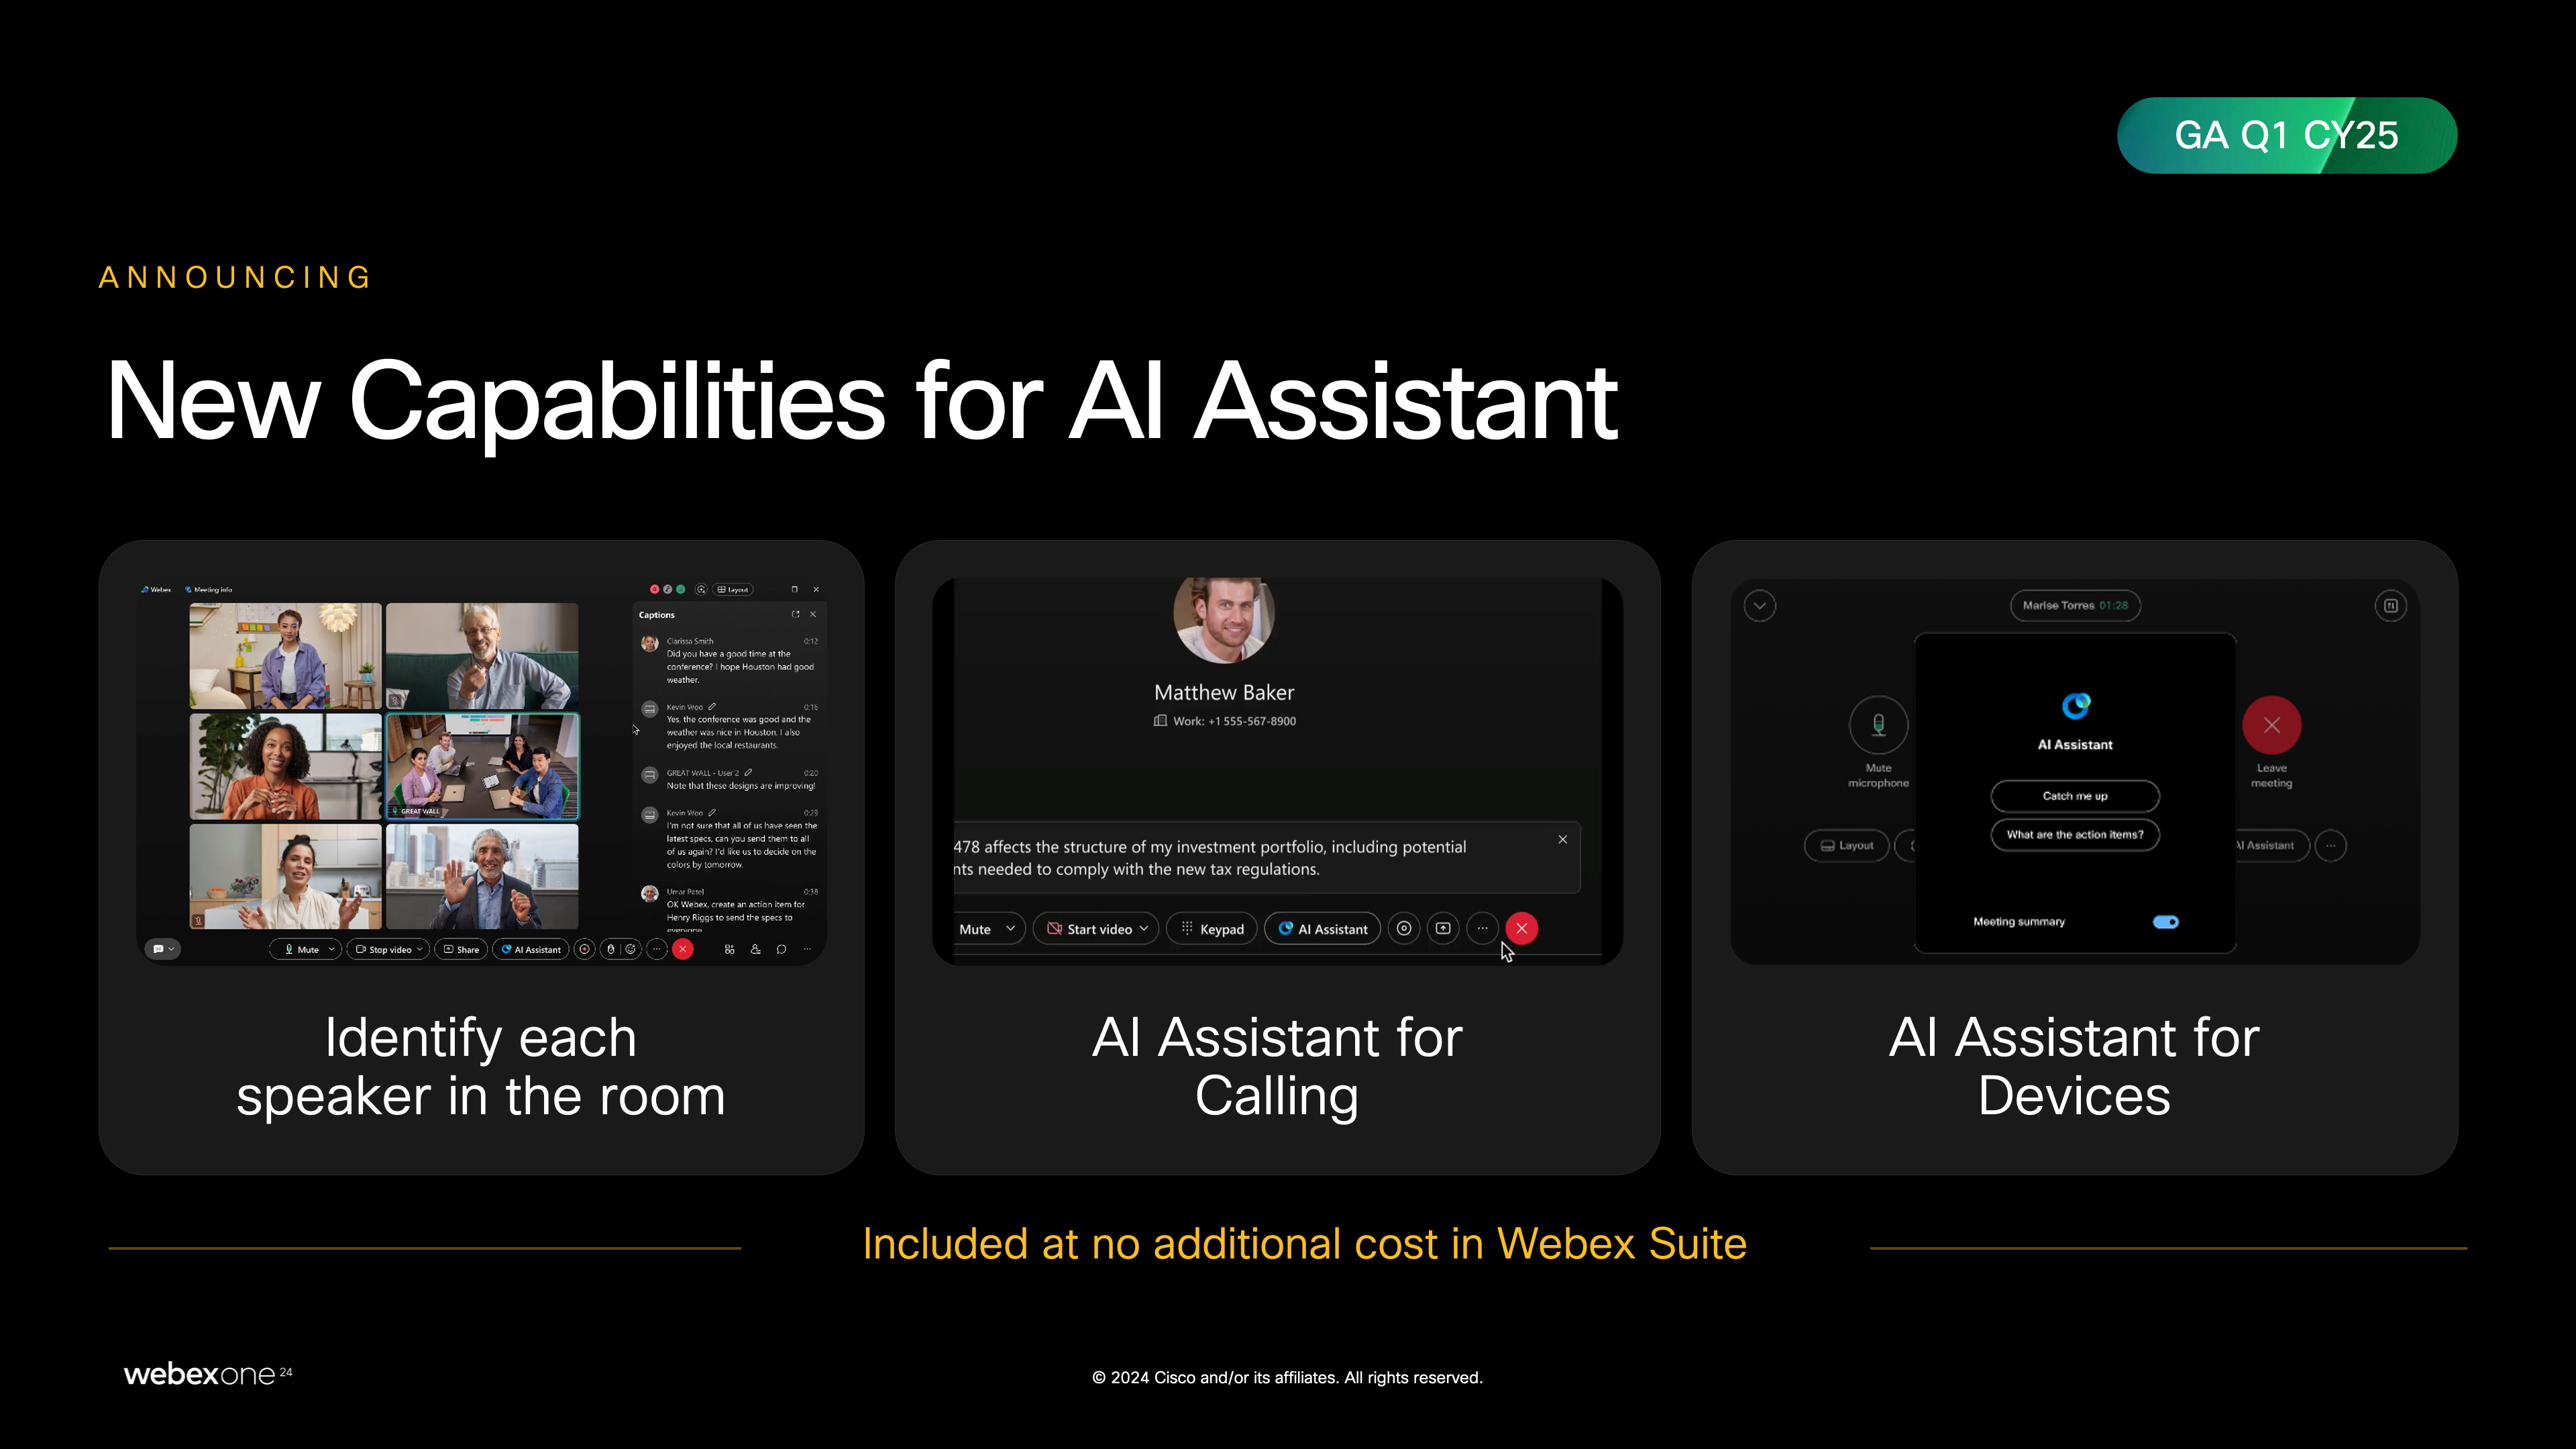 GA Q1 CY25
ANNOUNCING
New Capabilities for AI Assistant
Webex
Meeting info
Layout
Captions
Clarissa Smith
0:12
Did you have a good time at the
conference? I hope Houston had good
weather.
Kevin Woo
0:16
Yes, the conference was good and the
weather was nice in Houston. I also
enjoyed the local restaurants.
GREAT WALL - User 2
0:20
Note that these designs are improving!
Kevin Woo
0:29
I'm not sure that all of us have seen the
latest specs, can you send them to all
of us again? I'd like us to decide on the
colors by tomorrow.
Umar Patel
0:38
OK Webex, create an action item for
Henry Riggs to send the specs to
everyone
GREAT WALL
Mute
Stop video
Share
AI Assistant
Identify each
speaker in the room
Matthew Baker
Work: +1 555-567-8900
478 affects the structure of my investment portfolio, including potential
nts needed to comply with the new tax regulations.
Mute
Start video
Keypad
AI Assistant
AI Assistant for
Calling
Marise Torres 01:28
Mute
microphone
AI Assistant
Catch me up
What are the action items?
Meeting summary
Leave
meeting
Layout
AI Assistant
AI Assistant for
Devices
Included at no additional cost in Webex Suite
webexone 24
© 2024 Cisco and/or its affiliates. All rights reserved.